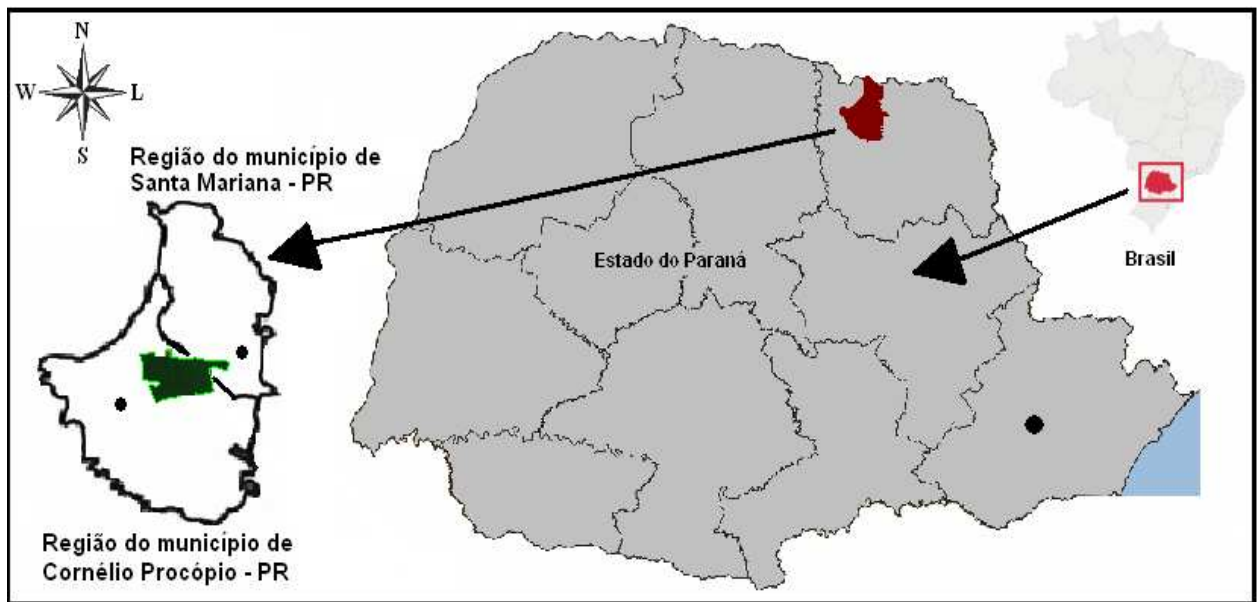 N
W
L
S
Região do município de
Santa Mariana - PR
Estado do Paraná
Brasil
Região do município de
Cornélio Procópio - PR